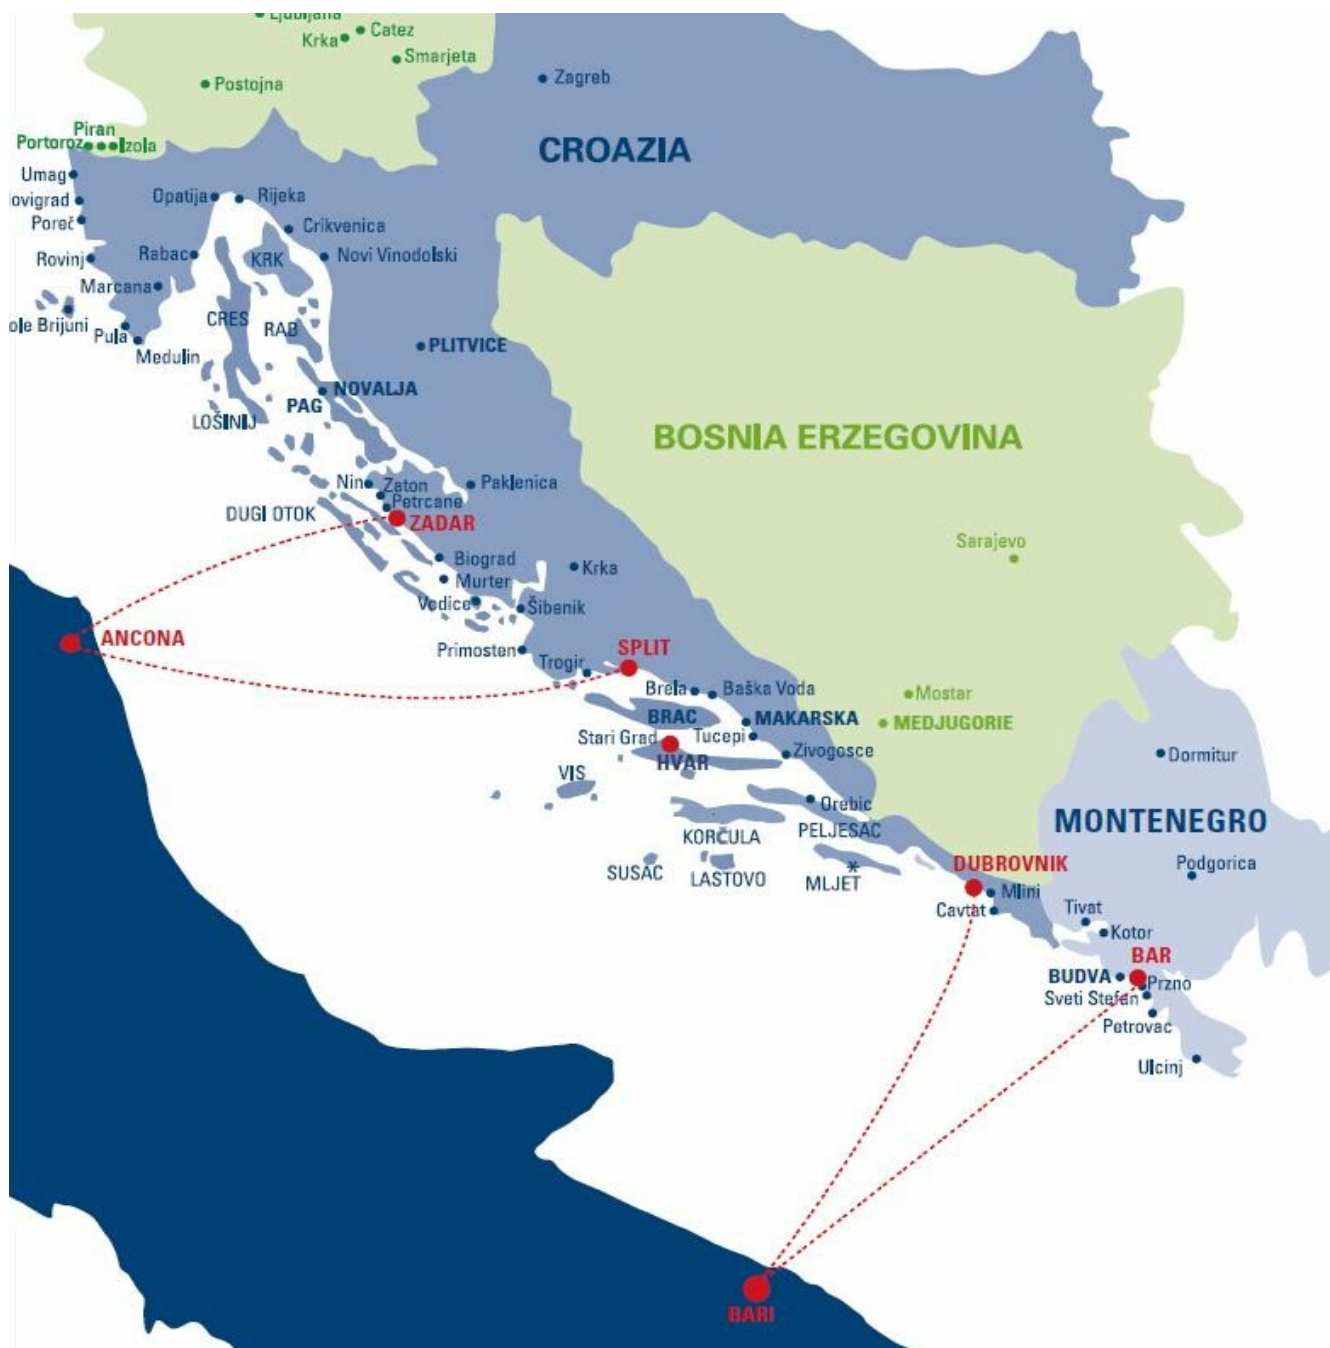 Ljubljana
Catez
Krka
Smarjeta
Postojna
Zagreb
Piran
Portoroz
Izola
CROAZIA
Umag
ovigrad
Opatija
Rijeka
Poreč
Crikvenica
Rovinj
Rabac
KRK
Novi Vinodolski
Marcana
CRES
RAB
ole Brijuni
Pula
Medulin
PLITVICE
NOVALJA
PAG
LOŠINIJ
BOSNIA ERZEGOVINA
Nin
Zaton
Paklenica
Petrcane
DUGI OTOK
ZADAR
Sarajevo
Biograd
Krka
Murter
Vodice
Šibenik
ANCONA
Primosten
SPLIT
Trogir
Brela
Baška Voda
Mostar
BRAC
MAKARSKA
MEDJUGORIE
Stari Grad
Tucepi
Zivogosce
HVAR
Dormitur
VIS
Orebic
MONTENEGRO
KORČULA
PELJESAC
SUSAC
LASTOVO
MLJET
*
DUBROVNIK
Podgorica
Mlini
Cavtat
Tivat
Kotor
BAR
BUDVA
Przno
Sveti Stefan
Petrovac
Ulcinj
BARI